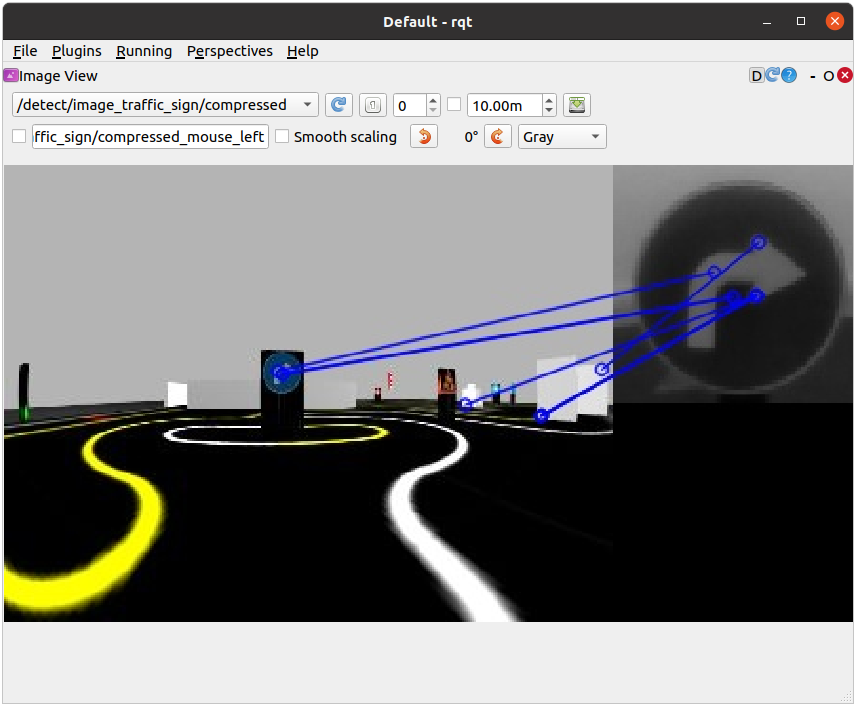 Default - rqt
File Plugins Running Perspectives Help
Image View D ? - O
/detect/image_traffic_sign/compressed 0 10.00m
ffic_sign/compressed_mouse_left Smooth scaling 0° Gray